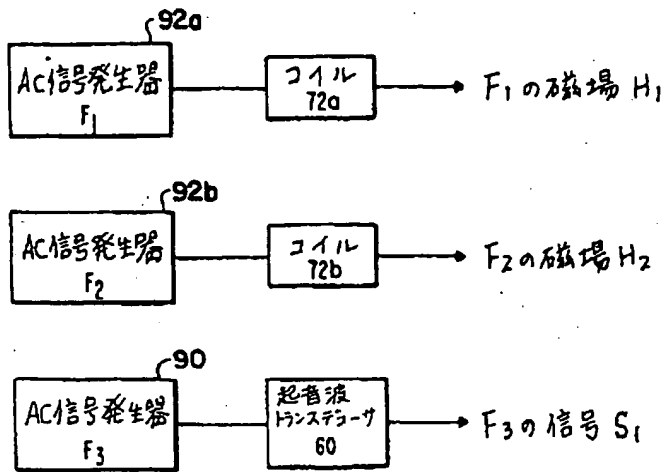 92a
AC信号発生器
F1
コイル
72a
F1の磁場 H1
92b
AC信号発生器
F2
コイル
72b
F2の磁場 H2
90
AC信号発生器
F3
起音波
トランスデューサ
60
F3の信号 S1